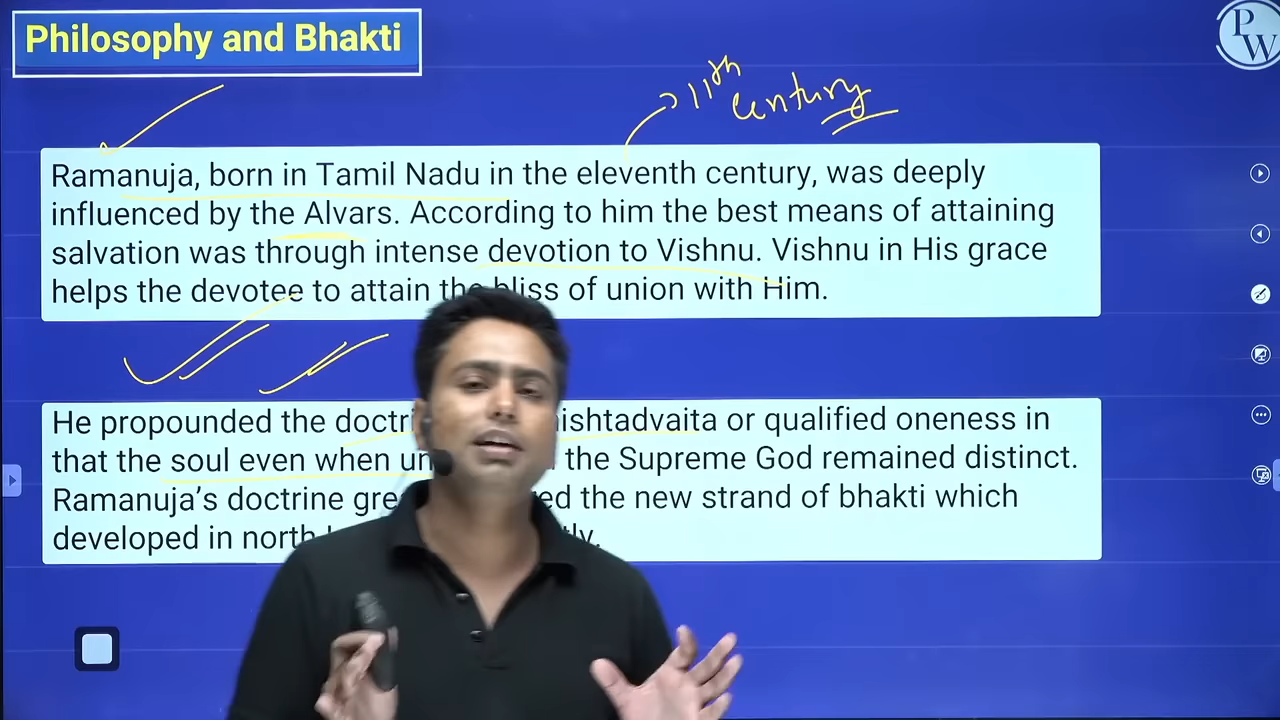 Philosophy and Bhakti
PW
11th
century
Ramanuja, born in Tamil Nadu in the eleventh century, was deeply
influenced by the Alvars. According to him the best means of attaining
salvation was through intense devotion to Vishnu. Vishnu in His grace
helps the devotee to attain the bliss of union with Him.
He propounded the doctri ishtadvaita or qualified oneness in
that the soul even when un the Supreme God remained distinct.
Ramanuja's doctrine gre ed the new strand of bhakti which
developed in north tly.